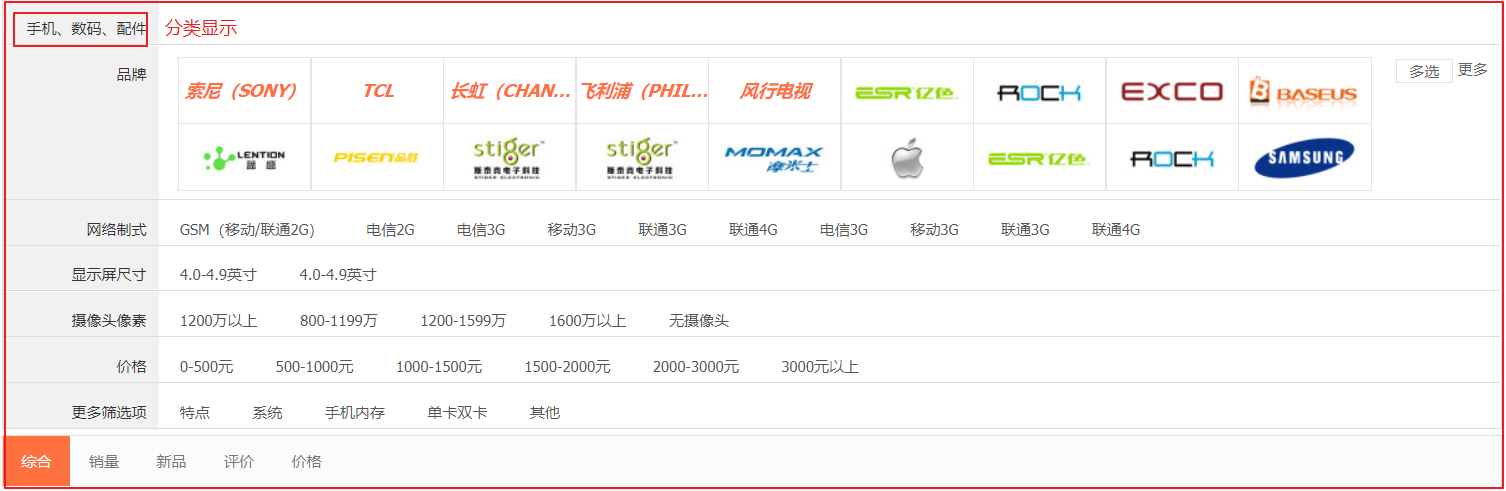 手机、数码、配件 分类显示
品牌 索尼（SONY） TCL 长虹（CHAN... 飞利浦（PHIL... 风行电视 ESR亿色 ROCK EXCO BASEUS 多选 更多
LENTION 蓝盛 PISEN品胜 stiger™ 斯泰克电子科技 STIGER ELECTRONIC stiger™ 斯泰克电子科技 STIGER ELECTRONIC MOMAX 摩米士 ESR亿色 ROCK SAMSUNG
网络制式 GSM（移动/联通2G） 电信2G 电信3G 移动3G 联通3G 联通4G 电信3G 移动3G 联通3G 联通4G
显示屏尺寸 4.0-4.9英寸 4.0-4.9英寸
摄像头像素 1200万以上 800-1199万 1200-1599万 1600万以上 无摄像头
价格 0-500元 500-1000元 1000-1500元 1500-2000元 2000-3000元 3000元以上
更多筛选项 特点 系统 手机内存 单卡双卡 其他
综合 销量 新品 评价 价格